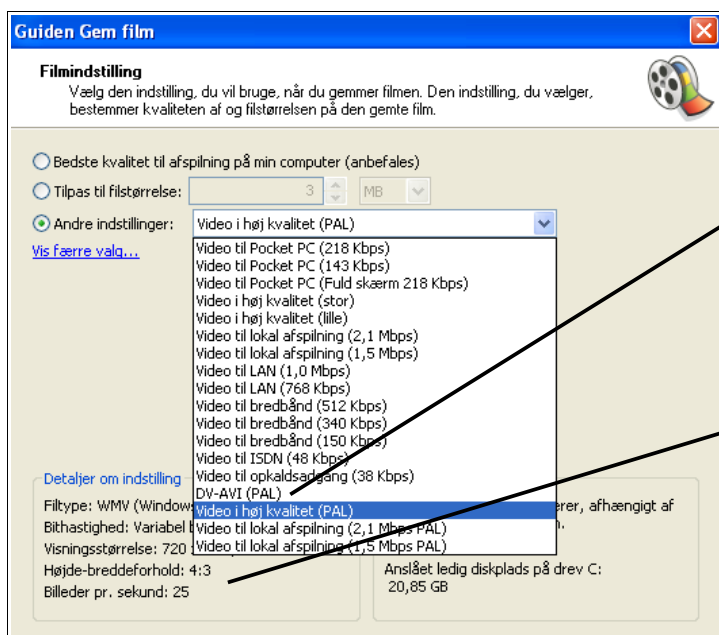 Guiden Gem film
Filmindstilling
Vælg den indstilling, du vil bruge, når du gemmer filmen. Den indstilling, du vælger,
bestemmer kvaliteten af og filstørrelsen på den gemte film.
Bedste kvalitet til afspilning på min computer (anbefales)
Tilpas til filstørrelse: 3 MB
Andre indstillinger: Video i høj kvalitet (PAL)
Vis færre valg...
Video til Pocket PC (218 Kbps)
Video til Pocket PC (143 Kbps)
Video til Pocket PC (Fuld skærm 218 Kbps)
Video i høj kvalitet (stor)
Video i høj kvalitet (lille)
Video til lokal afspilning (2,1 Mbps)
Video til lokal afspilning (1,5 Mbps)
Video til LAN (1,0 Mbps)
Video til LAN (768 Kbps)
Video til bredbånd (512 Kbps)
Video til bredbånd (340 Kbps)
Video til bredbånd (150 Kbps)
Video til ISDN (48 Kbps)
Video til opkaldsadgang (38 Kbps)
DV-AVI (PAL)
Video i høj kvalitet (PAL)
Video til lokal afspilning (2,1 Mbps PAL)
Video til lokal afspilning (1,5 Mbps PAL)
Detaljer om indstilling
Filtype: WMV
Bithastighed: Variabel
Visningsstørrelse: 720
Højde-breddeforhold: 4:3
Billeder pr. sekund: 25
afhængigt af
Anslået ledig diskplads på drev C:
20,85 GB